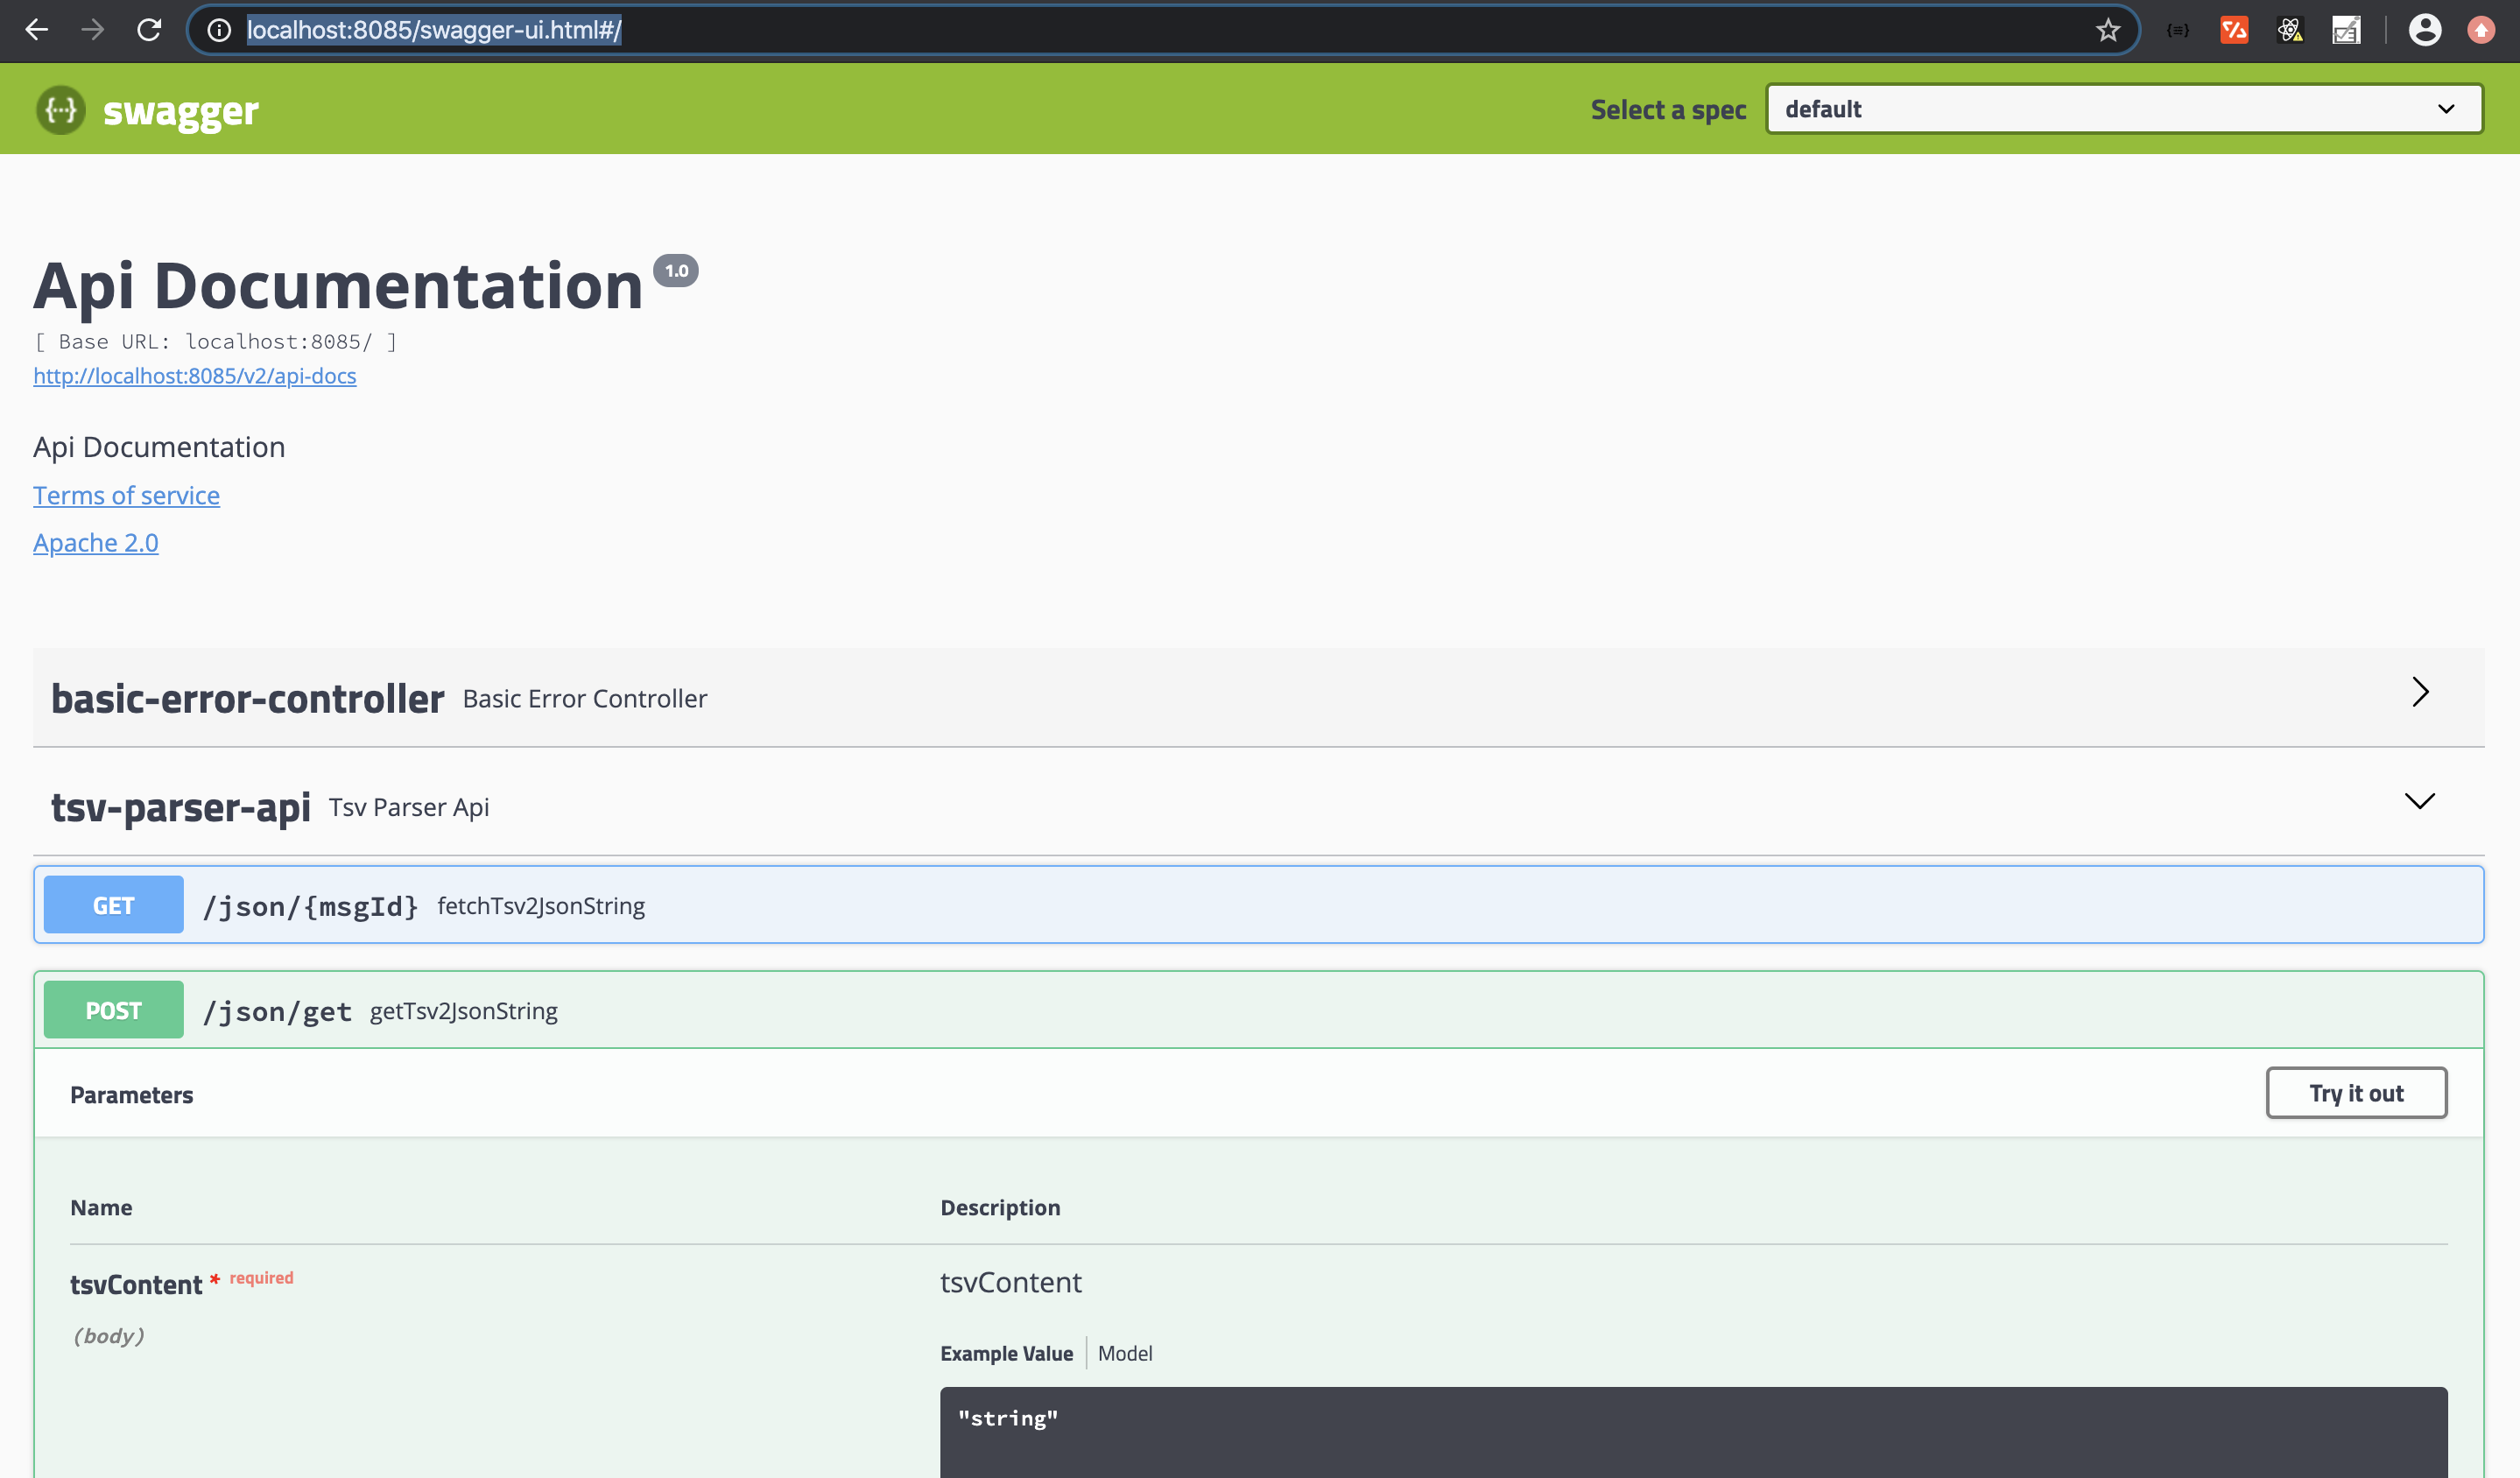 localhost:8085/swagger-ui.html#/
{···} swagger
Select a spec
default
Api Documentation 1.0
[ Base URL: localhost:8085/ ]
http://localhost:8085/v2/api-docs
Api Documentation
Terms of service
Apache 2.0
basic-error-controller Basic Error Controller
tsv-parser-api Tsv Parser Api
GET /json/{msgId} fetchTsv2JsonString
POST /json/get getTsv2JsonString
Parameters
Try it out
Name
Description
tsvContent * required
(body)
tsvContent
Example Value Model
"string"